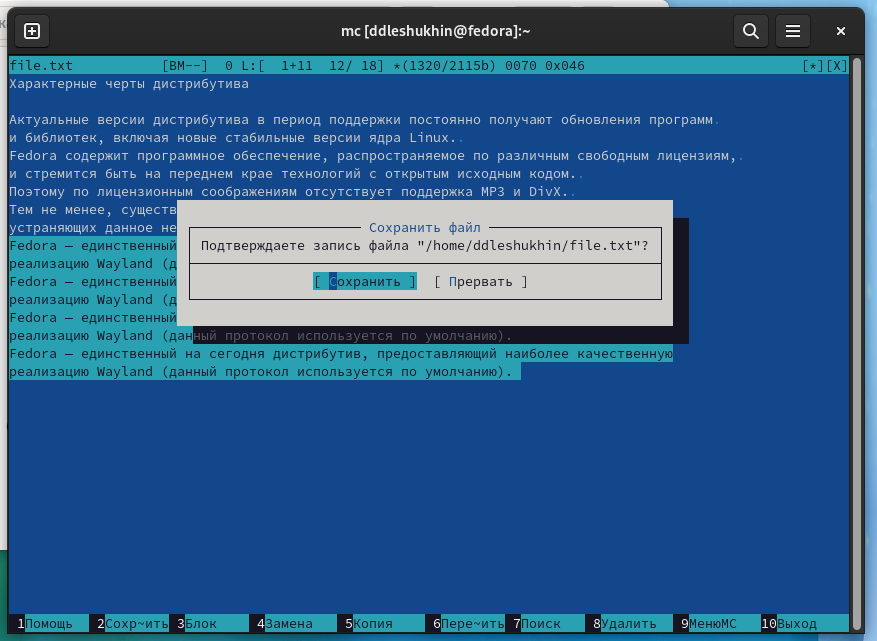 mc [ddleshukhin@fedora]:~
file.txt [BM--] 0 L:[ 1+11 12/ 18] *(1320/2115b) 0070 0x046 [*][X]
Характерные черты дистрибутива
Актуальные версии дистрибутива в период поддержки постоянно получают обновления программ.
и библиотек, включая новые стабильные версии ядра Linux..
Fedora содержит программное обеспечение, распространяемое по различным свободным лицензиям,.
и стремится быть на переднем крае технологий с открытым исходным кодом..
Поэтому по лицензионным соображениям отсутствует поддержка MP3 и DivX..
Тем не менее, существ
устраняющих данное не
Fedora — единственный
реализацию Wayland (д
Fedora — единственный
реализацию Wayland (д
Fedora — единственный
реализацию Wayland (данный протокол используется по умолчанию).
Fedora — единственный на сегодня дистрибутив, предоставляющий наиболее качественную
реализацию Wayland (данный протокол используется по умолчанию).
Сохранить файл
Подтверждаете запись файла "/home/ddleshukhin/file.txt"?
[ Сохранить ] [ Прервать ]
1Помощь 2Сохр~ить 3Блок 4Замена 5Копия 6Пере~ить 7Поиск 8Удалить 9МенюMC 10Выход